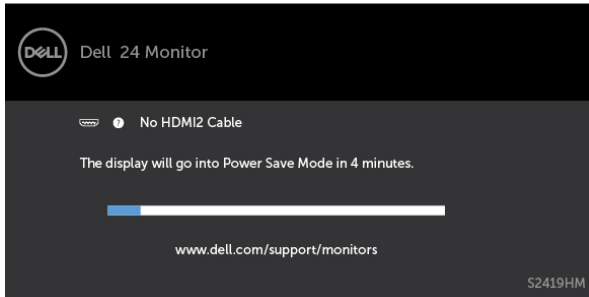 DELL
Dell 24 Monitor
? No HDMI2 Cable
The display will go into Power Save Mode in 4 minutes.
www.dell.com/support/monitors
S2419HM